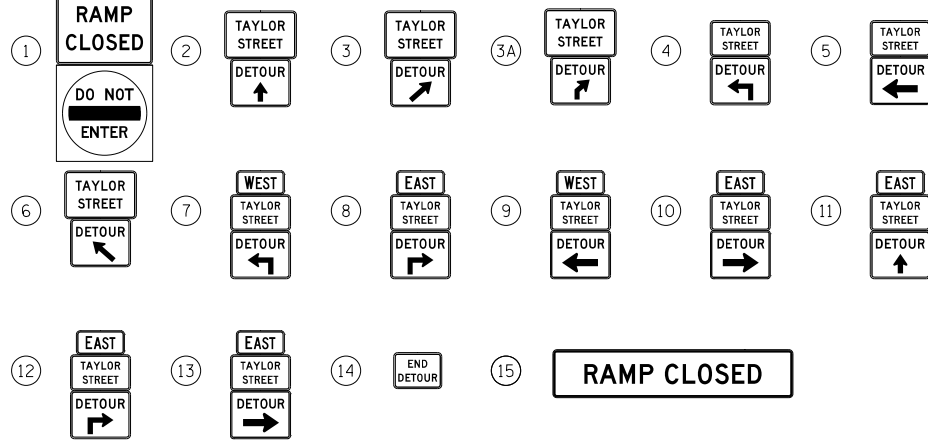 1
RAMP
CLOSED
DO NOT
ENTER
2
TAYLOR
STREET
DETOUR
3
TAYLOR
STREET
DETOUR
3A
TAYLOR
STREET
DETOUR
4
TAYLOR
STREET
DETOUR
5
TAYLOR
STREET
DETOUR
6
TAYLOR
STREET
DETOUR
7
WEST
TAYLOR
STREET
DETOUR
8
EAST
TAYLOR
STREET
DETOUR
9
WEST
TAYLOR
STREET
DETOUR
10
EAST
TAYLOR
STREET
DETOUR
11
EAST
TAYLOR
STREET
DETOUR
12
EAST
TAYLOR
STREET
DETOUR
13
EAST
TAYLOR
STREET
DETOUR
14
END
DETOUR
15
RAMP CLOSED